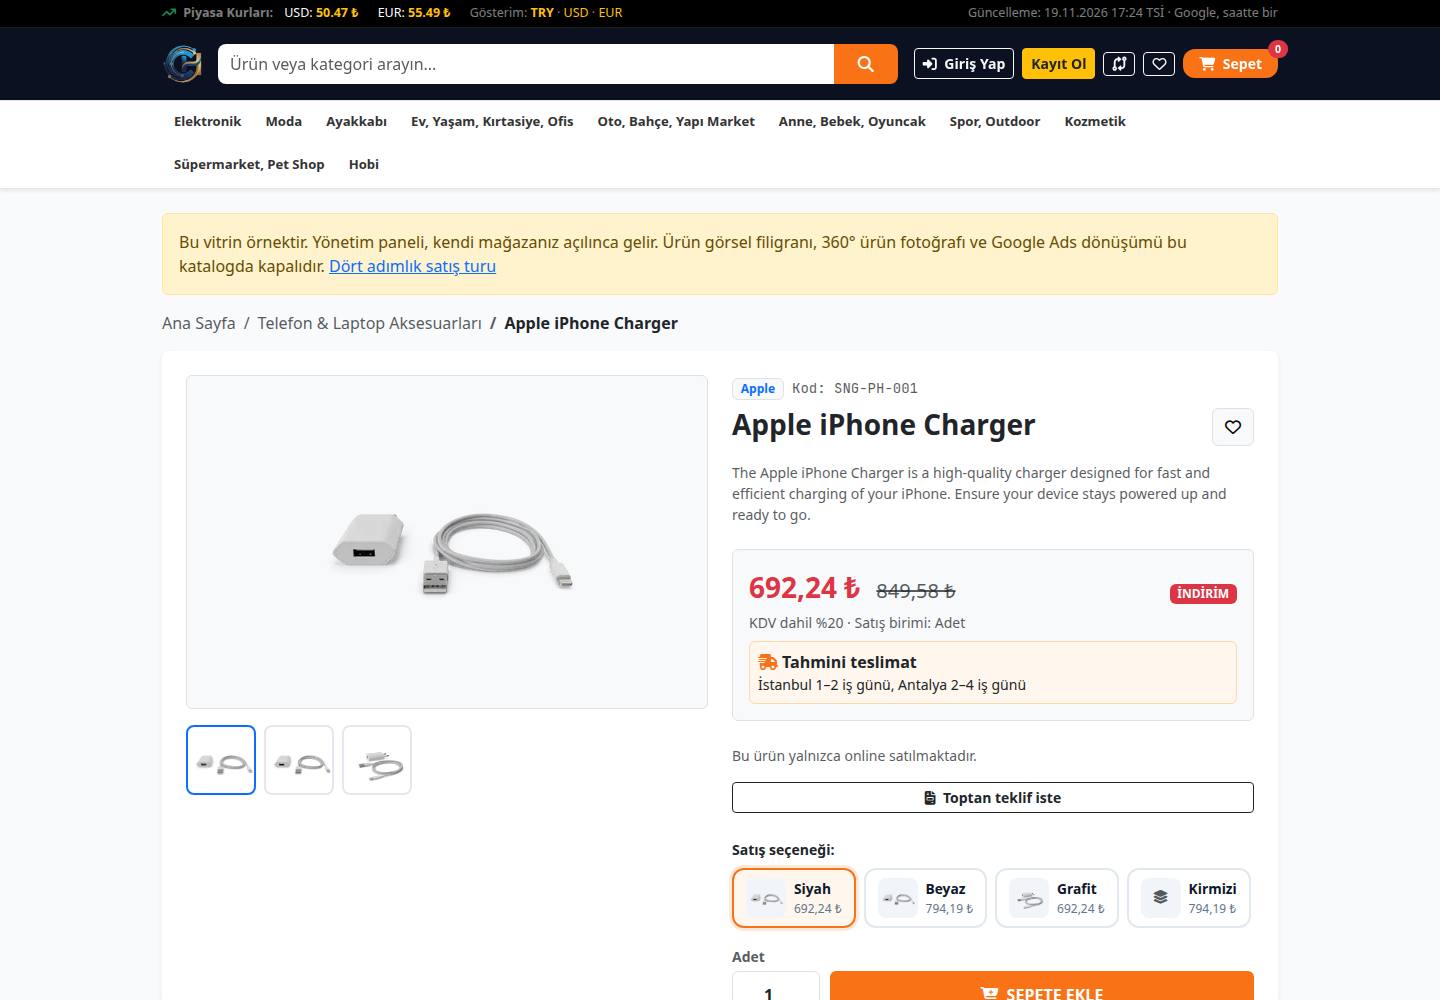 Piyasa Kurları: USD: 50.47 ₺ EUR: 55.49 ₺ Gösterim: TRY · USD · EUR
Güncelleme: 19.11.2026 17:24 TSİ · Google, saatte bir
Ürün veya kategori arayın...
Giriş Yap
Kayıt Ol
Sepet
0
Elektronik Moda Ayakkabı Ev, Yaşam, Kırtasiye, Ofis Oto, Bahçe, Yapı Market Anne, Bebek, Oyuncak Spor, Outdoor Kozmetik
Süpermarket, Pet Shop Hobi
Bu vitrin örnektir. Yönetim paneli, kendi mağazanız açılınca gelir. Ürün görsel filigranı, 360° ürün fotoğrafı ve Google Ads dönüşümü bu
katalogda kapalıdır. Dört adımlık satış turu
Ana Sayfa / Telefon & Laptop Aksesuarları / Apple iPhone Charger
Apple Kod: SNG-PH-001
Apple iPhone Charger
The Apple iPhone Charger is a high-quality charger designed for fast and
efficient charging of your iPhone. Ensure your device stays powered up and
ready to go.
692,24 ₺ 849,58 ₺ İNDİRİM
KDV dahil %20 · Satış birimi: Adet
Tahmini teslimat
İstanbul 1–2 iş günü, Antalya 2–4 iş günü
Bu ürün yalnızca online satılmaktadır.
Toptan teklif iste
Satış seçeneği:
Siyah
692,24 ₺
Beyaz
794,19 ₺
Grafit
692,24 ₺
Kirmizi
794,19 ₺
Adet
1
SEPETE EKLE